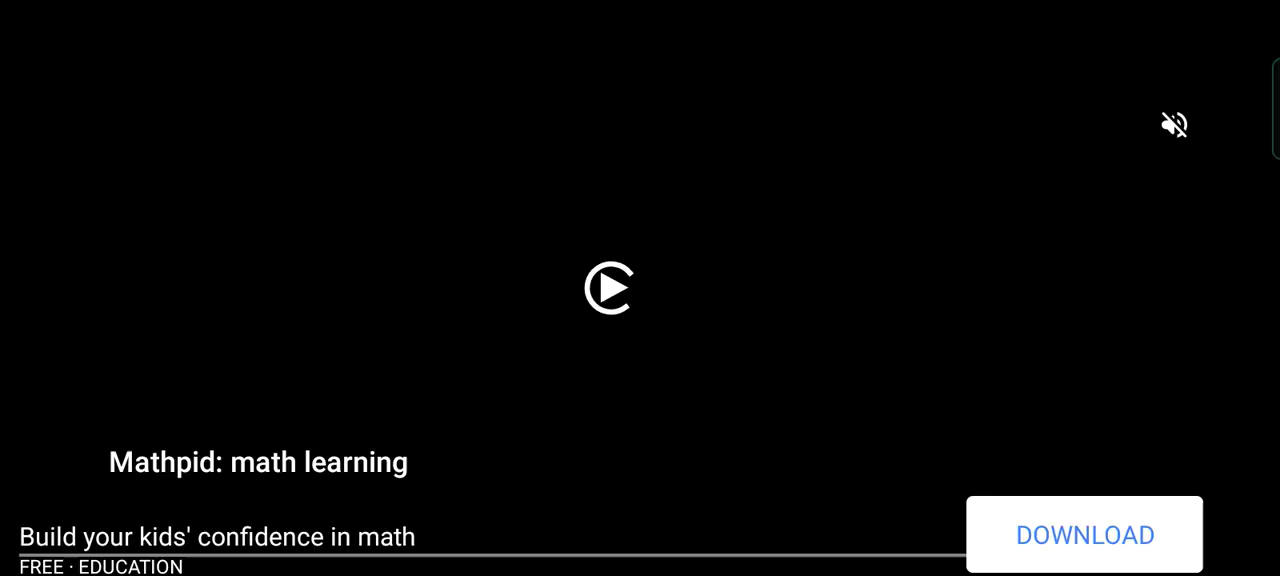 Mathpid: math learning
Build your kids' confidence in math
DOWNLOAD
FREE · EDUCATION